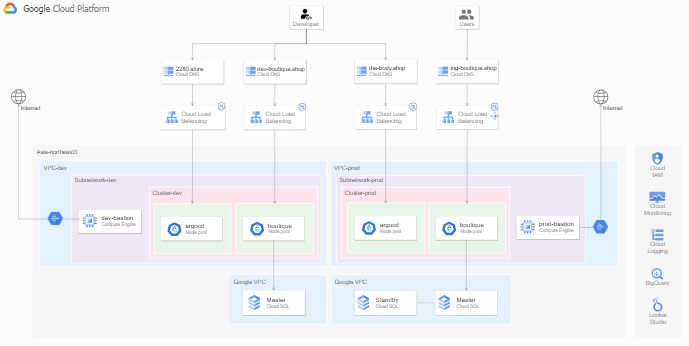 Google Cloud Platform
Developer
Users
2280.store
Cloud DNS
dev-boutique.shop
Cloud DNS
the-body.shop
Cloud DNS
ing-boutique.shop
Cloud DNS
Internet
Internet
Cloud Load
Balancing
Cloud Load
Balancing
Cloud Load
Balancing
Cloud Load
Balancing
VPC-dev
VPC-prod
Subnetwork-dev
Subnetwork-prod
Cluster-dev
Cluster-prod
dev-bastion
Compute Engine
argocd
Node pool
boutique
Node pool
argocd
Node pool
boutique
Node pool
prod-bastion
Compute Engine
Google VPC
Google VPC
Master
Cloud SQL
Standby
Cloud SQL
Master
Cloud SQL
Cloud
IAM
Cloud
Monitoring
Cloud
Logging
BigQuery
Looker
Studio